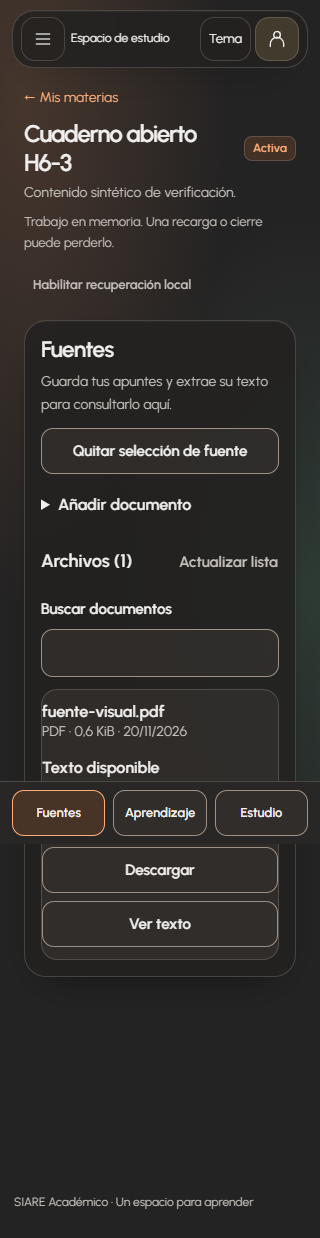 Espacio de estudio
Tema
← Mis materias
Cuaderno abierto
H6-3
Activa
Contenido sintético de verificación.
Trabajo en memoria. Una recarga o cierre
puede perderlo.
Habilitar recuperación local
Fuentes
Guarda tus apuntes y extrae su texto
para consultarlo aquí.
Quitar selección de fuente
▶ Añadir documento
Archivos (1)
Actualizar lista
Buscar documentos
fuente-visual.pdf
PDF · 0,6 KiB · 20/11/2026
Texto disponible
Fuentes
Aprendizaje
Estudio
Descargar
Ver texto
SIARE Académico · Un espacio para aprender